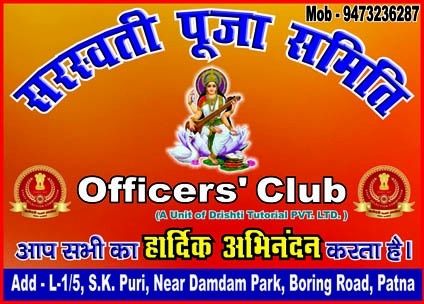 Mob - 9473236287
सरस्वती पूजा समिति
Officers' Club
(A Unit of Drishti Tutorial PVT. LTD. )
आप सभी का हार्दिक अभिनंदन करता है।
Add - L-1/5, S.K. Puri, Near Damdam Park, Boring Road, Patna